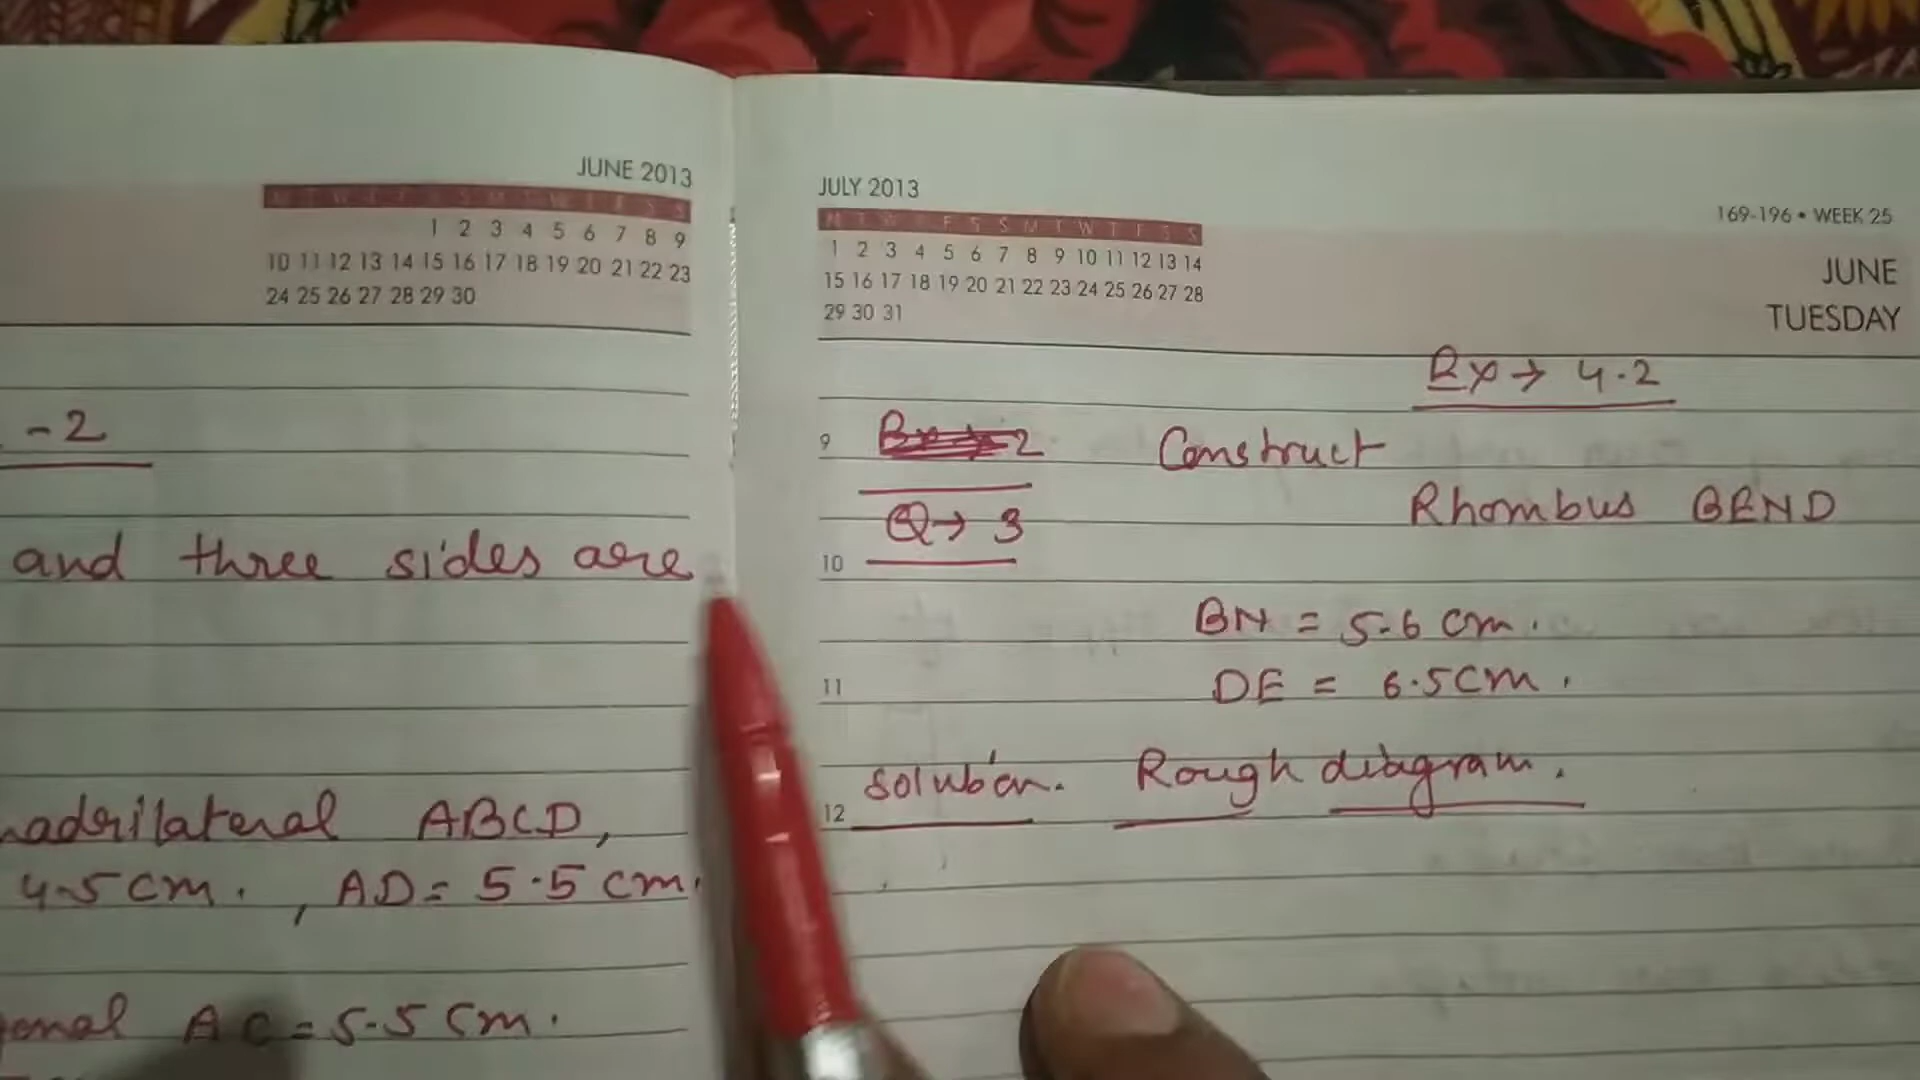 JUNE 2013
M T W T F S S M T W T F S S
1 2 3 4 5 6 7 8 9
10 11 12 13 14 15 16 17 18 19 20 21 22 23
24 25 26 27 28 29 30
- 2
and three sides are
adrilateral ABCD,
4.5 cm. , AD = 5.5 cm.
onal AC = 5.5 cm.
JULY 2013
M T W T F S S M T W T F S S
1 2 3 4 5 6 7 8 9 10 11 12 13 14
15 16 17 18 19 20 21 22 23 24 25 26 27 28
29 30 31
169-196 • WEEK 25
JUNE
TUESDAY
Ex → 4.2
9 2 Construct
Rhombus BEND
Q → 3
10
BN = 5.6 cm.
11 DE = 6.5 cm.
12 solution. Rough diagram.